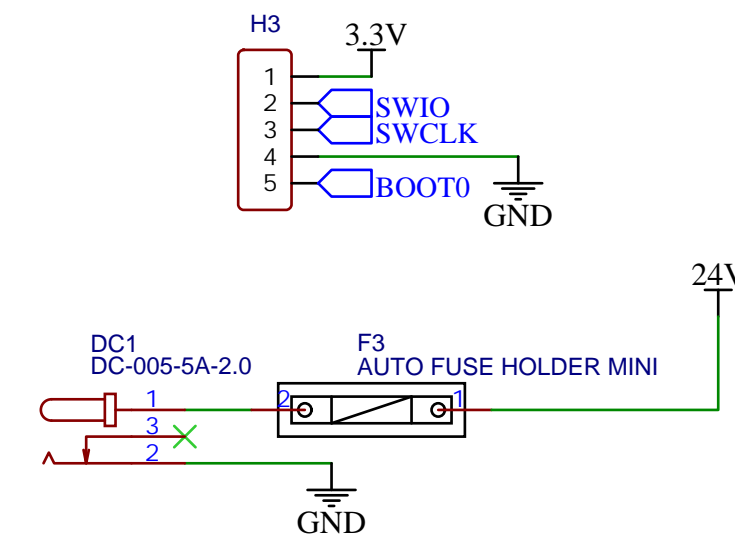 H3
3.3V
1
2
SWIO
3
SWCLK
4
5
BOOT0
GND
24V
DC1
DC-005-5A-2.0
F3
AUTO FUSE HOLDER MINI
1
2
1
3
2
GND